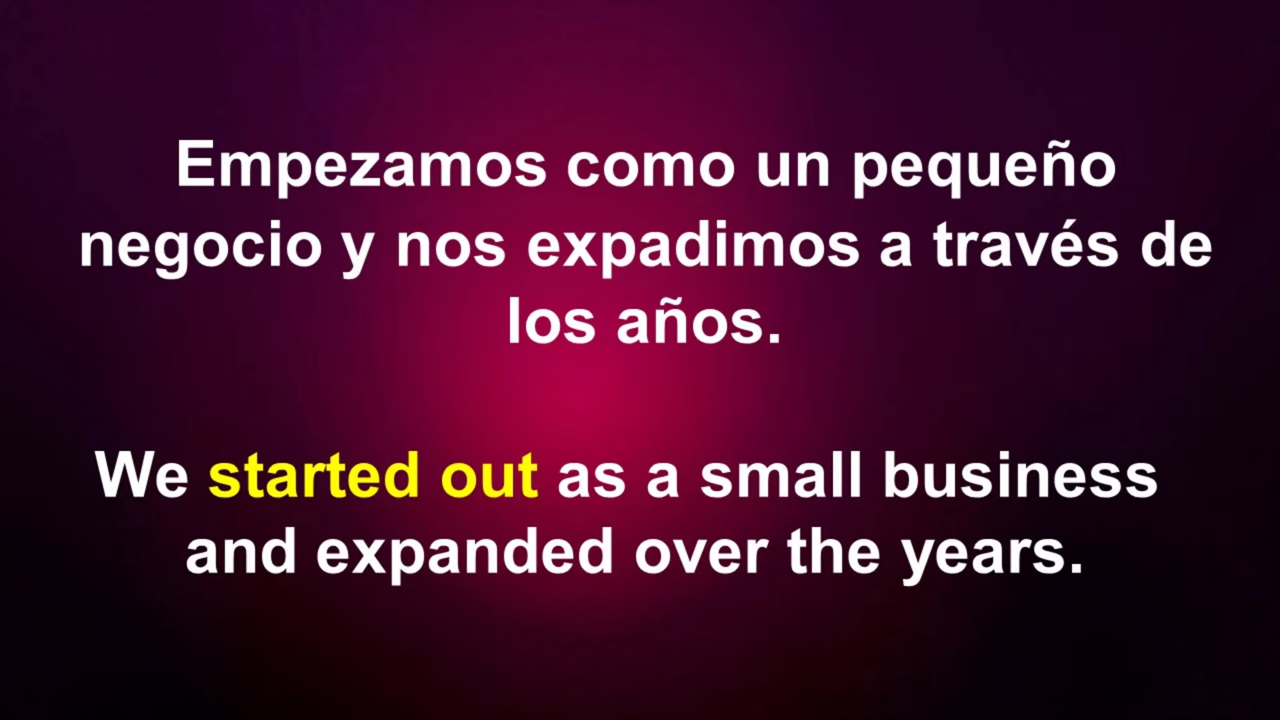 Empezamos como un pequeño
negocio y nos expadimos a través de
los años.
We started out as a small business
and expanded over the years.